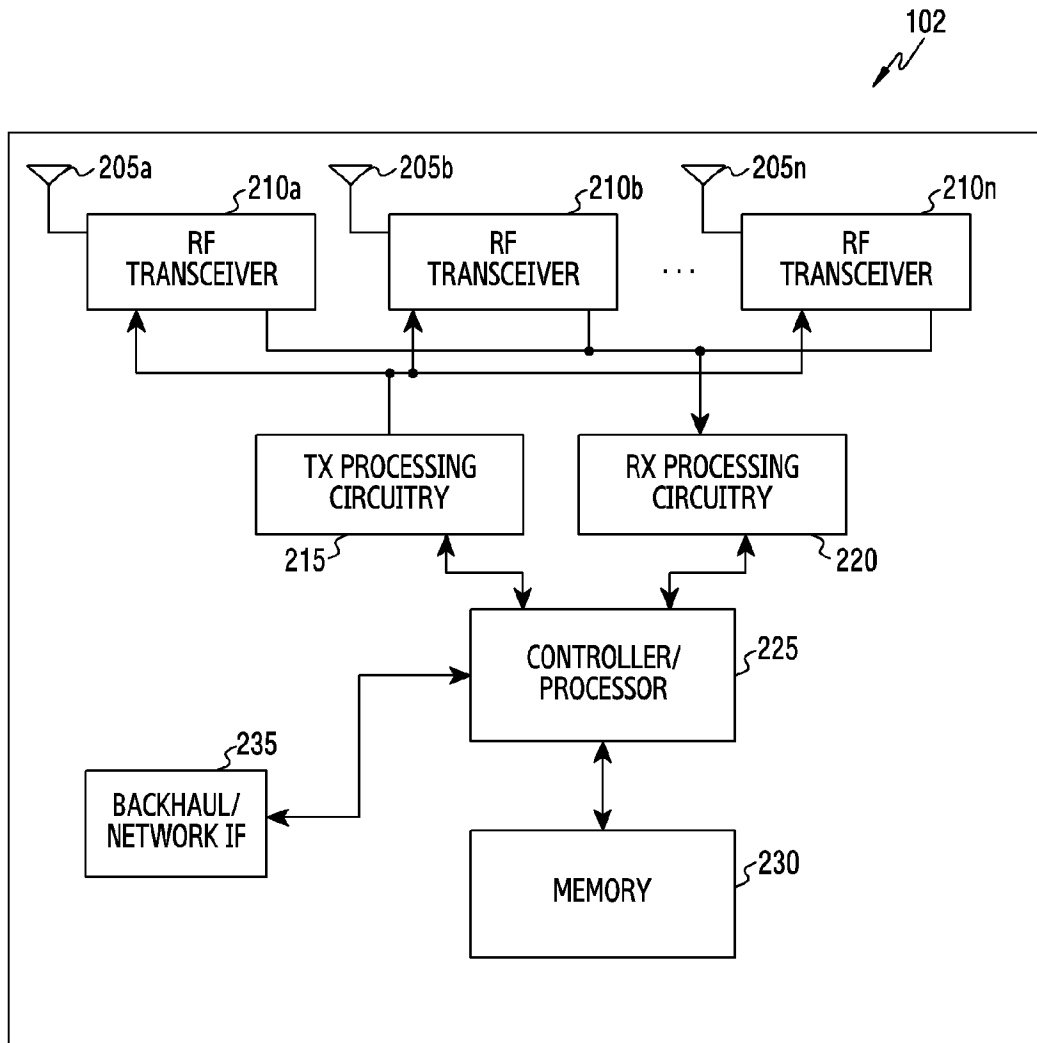 102
205a
205b
205n
210a
210b
210n
RF
TRANSCEIVER
RF
TRANSCEIVER
...
RF
TRANSCEIVER
TX PROCESSING
CIRCUITRY
RX PROCESSING
CIRCUITRY
215
220
CONTROLLER/
PROCESSOR
225
235
BACKHAUL/
NETWORK IF
MEMORY
230